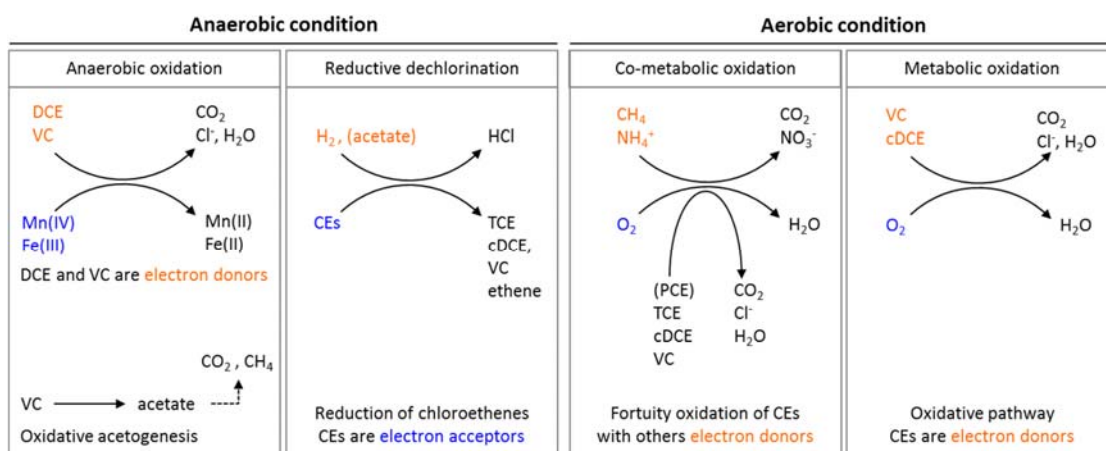 Anaerobic condition
Aerobic condition
Anaerobic oxidation
DCE
VC
CO₂
Cl⁻, H₂O
Mn(IV)
Fe(III)
Mn(II)
Fe(II)
DCE and VC are electron donors
CO₂ , CH₄
VC
acetate
Oxidative acetogenesis
Reductive dechlorination
H₂, (acetate)
HCl
CEs
TCE
cDCE,
VC
ethene
Reduction of chloroethenes
CEs are electron acceptors
Co-metabolic oxidation
CH₄
NH₄⁺
CO₂
NO₃⁻
O₂
H₂O
(PCE)
TCE
cDCE
VC
CO₂
Cl⁻
H₂O
Fortuity oxidation of CEs
with others electron donors
Metabolic oxidation
VC
cDCE
CO₂
Cl⁻, H₂O
O₂
H₂O
Oxidative pathway
CEs are electron donors